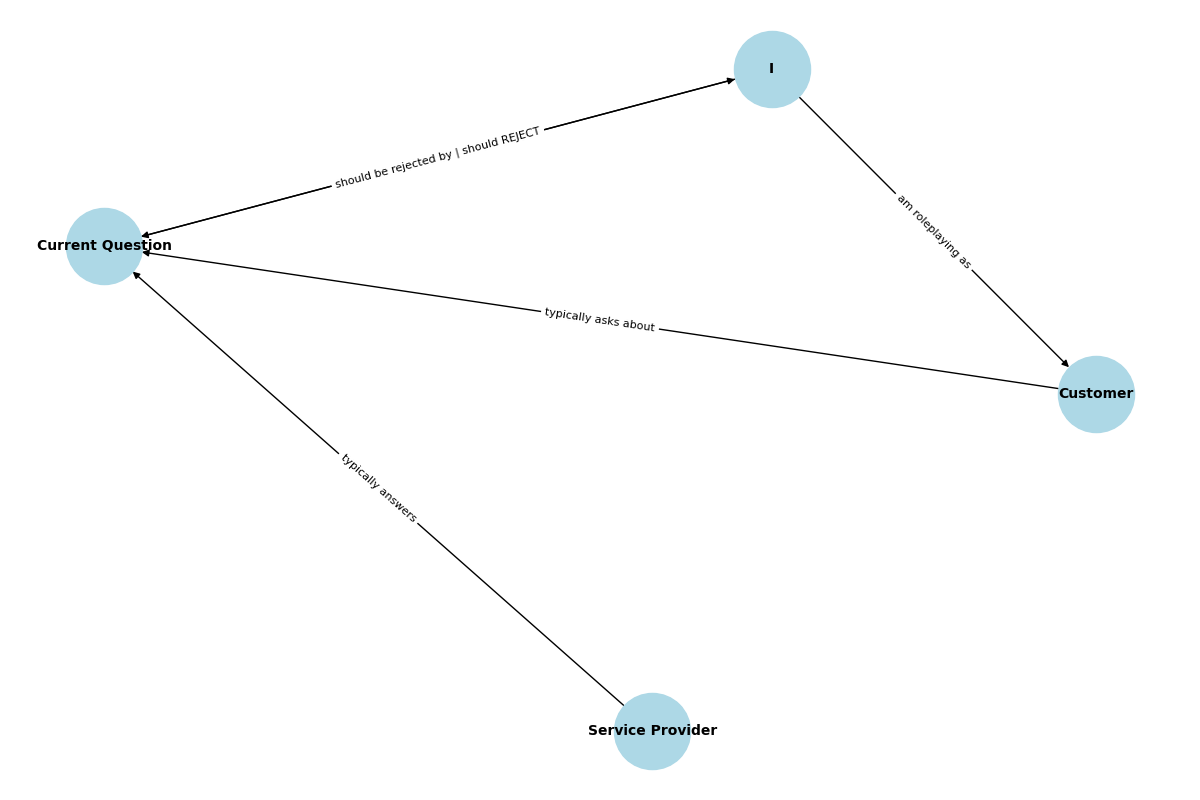 I
should be rejected by | should REJECT
am roleplaying as
Current Question
typically asks about
Customer
typically answers
Service Provider